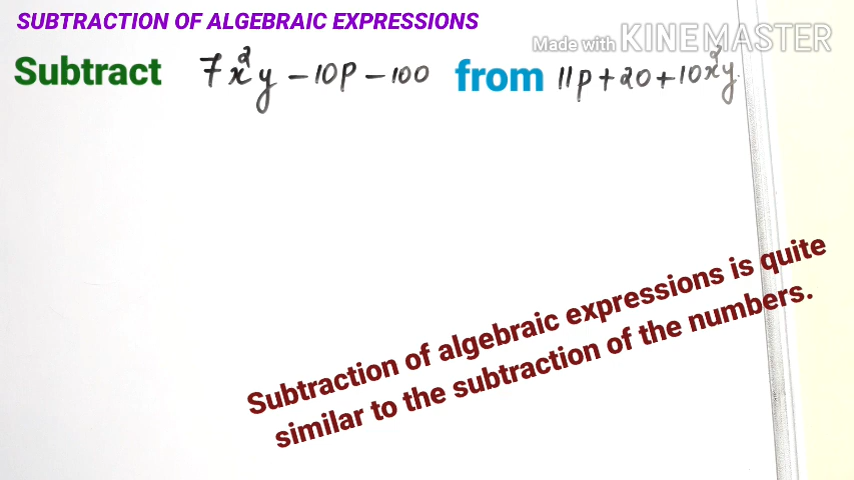 SUBTRACTION OF ALGEBRAIC EXPRESSIONS
Made with KINEMASTER
Subtract 7x²y - 10p - 100 from 11p + 20 + 10x²y.
Subtraction of algebraic expressions is quite
similar to the subtraction of the numbers.